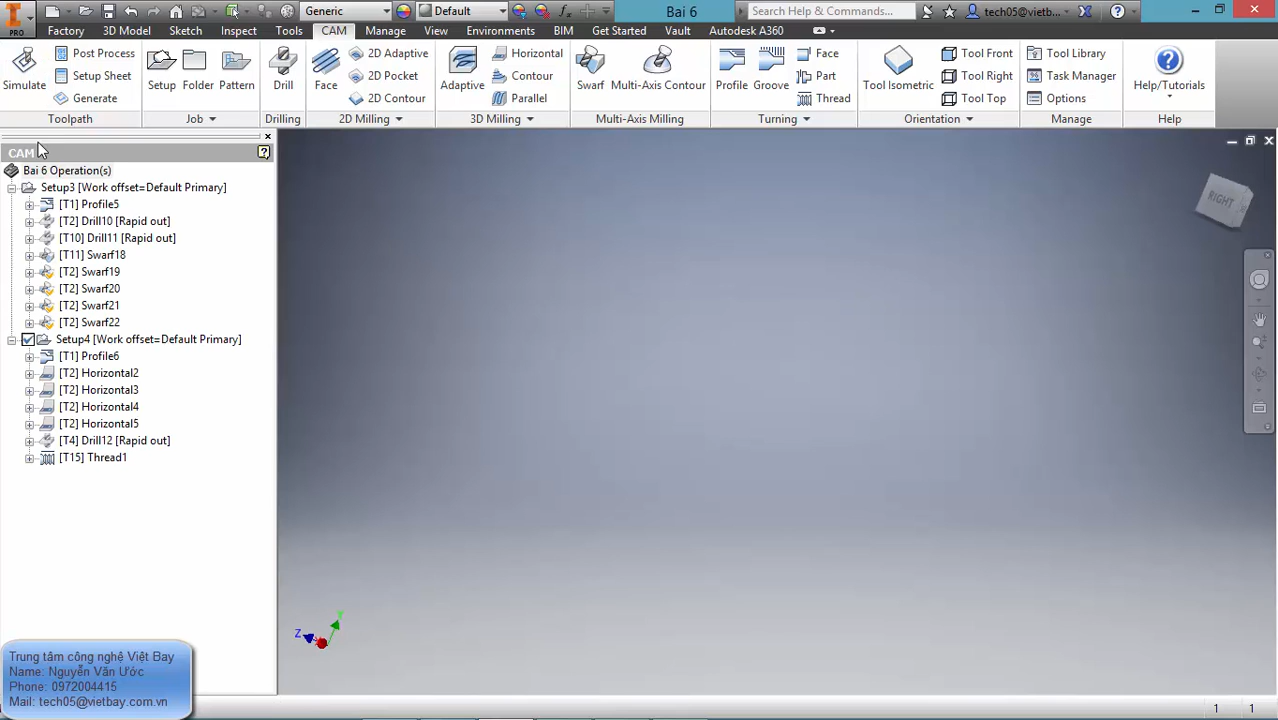 PRO Generic Default Bai 6 Search Help & Commands... tech05@vietb...
Factory 3D Model Sketch Inspect Tools CAM Manage View Environments BIM Get Started Vault Autodesk A360
Simulate Post Process Setup Sheet Generate
Toolpath
Setup Folder Pattern
Job
Drill
Drilling
Face 2D Adaptive 2D Pocket 2D Contour
2D Milling
Adaptive Horizontal Contour Parallel
3D Milling
Swarf Multi-Axis Contour
Multi-Axis Milling
Profile Groove Face Part Thread
Turning
Tool Isometric Tool Front Tool Right Tool Top
Orientation
Tool Library Task Manager Options
Manage
Help/Tutorials
Help
CAM
Bai 6 Operation(s)
Setup3 [Work offset=Default Primary]
[T1] Profile5
[T2] Drill10 [Rapid out]
[T10] Drill11 [Rapid out]
[T11] Swarf18
[T2] Swarf19
[T2] Swarf20
[T2] Swarf21
[T2] Swarf22
Setup4 [Work offset=Default Primary]
[T1] Profile6
[T2] Horizontal2
[T2] Horizontal3
[T2] Horizontal4
[T2] Horizontal5
[T4] Drill12 [Rapid out]
[T15] Thread1
RIGHT
Y
Z
Trung tâm công nghệ Việt Bay
Name: Nguyễn Văn Ước
Phone: 0972004415
Mail: tech05@vietbay.com.vn
1 1